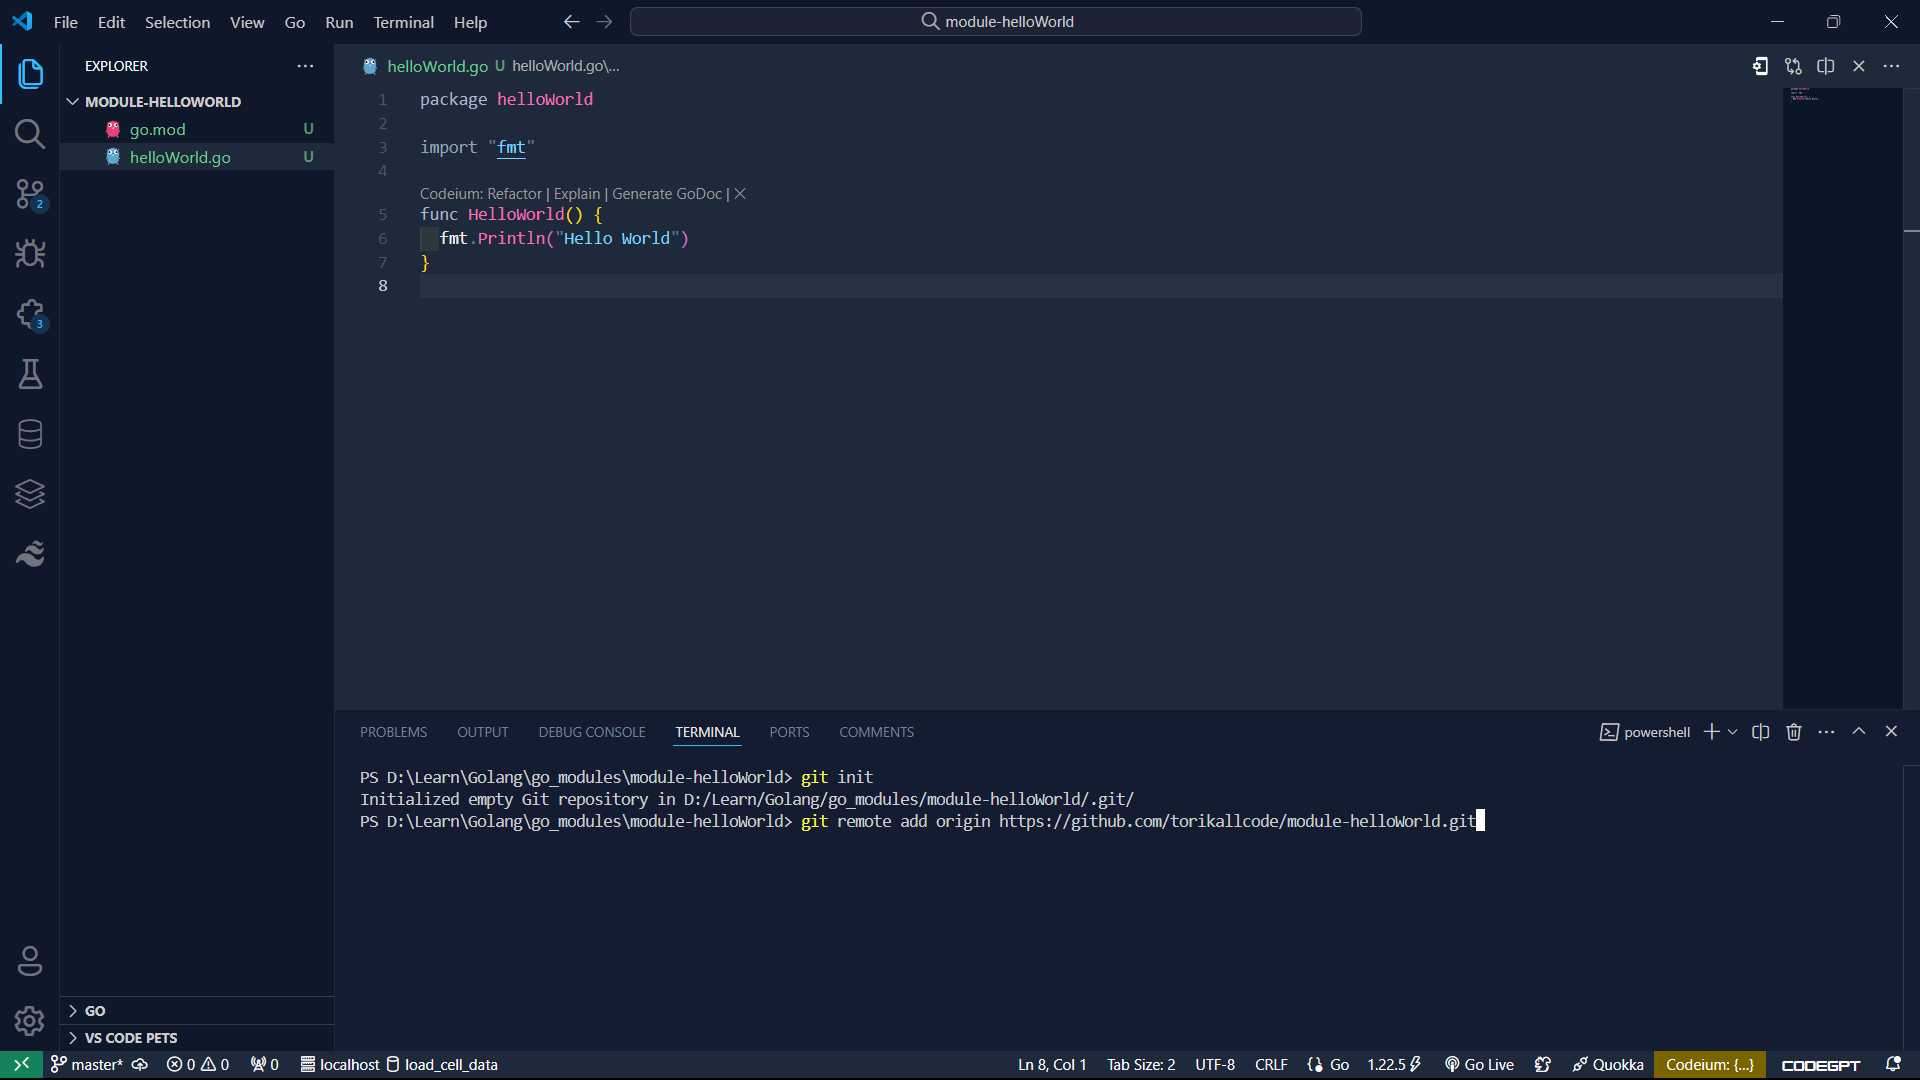 File Edit Selection View Go Run Terminal Help
module-helloWorld
EXPLORER
MODULE-HELLOWORLD
go.mod U
helloWorld.go U
2
3
helloWorld.go U helloWorld.go\...
1 package helloWorld
2
3 import "fmt"
4
Codeium: Refactor | Explain | Generate GoDoc | X
5 func HelloWorld() {
6 fmt.Println("Hello World")
7 }
8
PROBLEMS OUTPUT DEBUG CONSOLE TERMINAL PORTS COMMENTS
powershell
PS D:\Learn\Golang\go_modules\module-helloWorld> git init
Initialized empty Git repository in D:/Learn/Golang/go_modules/module-helloWorld/.git/
PS D:\Learn\Golang\go_modules\module-helloWorld> git remote add origin https://github.com/torikallcode/module-helloWorld.git
GO
VS CODE PETS
master* 0 0 0 localhost load_cell_data Ln 8, Col 1 Tab Size: 2 UTF-8 CRLF Go 1.22.5 Go Live Quokka Codeium: {...} CODEGPT